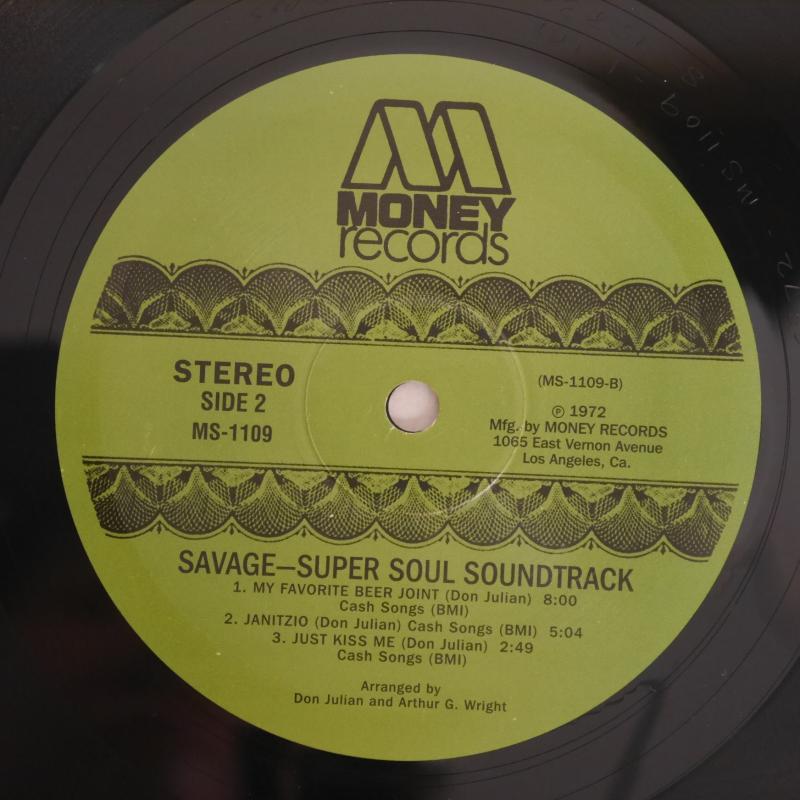 MONEY
records
STEREO
SIDE 2
MS-1109
(MS-1109-B)
℗ 1972
Mfg. by MONEY RECORDS
1065 East Vernon Avenue
Los Angeles, Ca.
SAVAGE—SUPER SOUL SOUNDTRACK
1. MY FAVORITE BEER JOINT (Don Julian) 8:00
Cash Songs (BMI)
2. JANITZIO (Don Julian) Cash Songs (BMI) 5:04
3. JUST KISS ME (Don Julian) 2:49
Cash Songs (BMI)
Arranged by
Don Julian and Arthur G. Wright
MS 1109